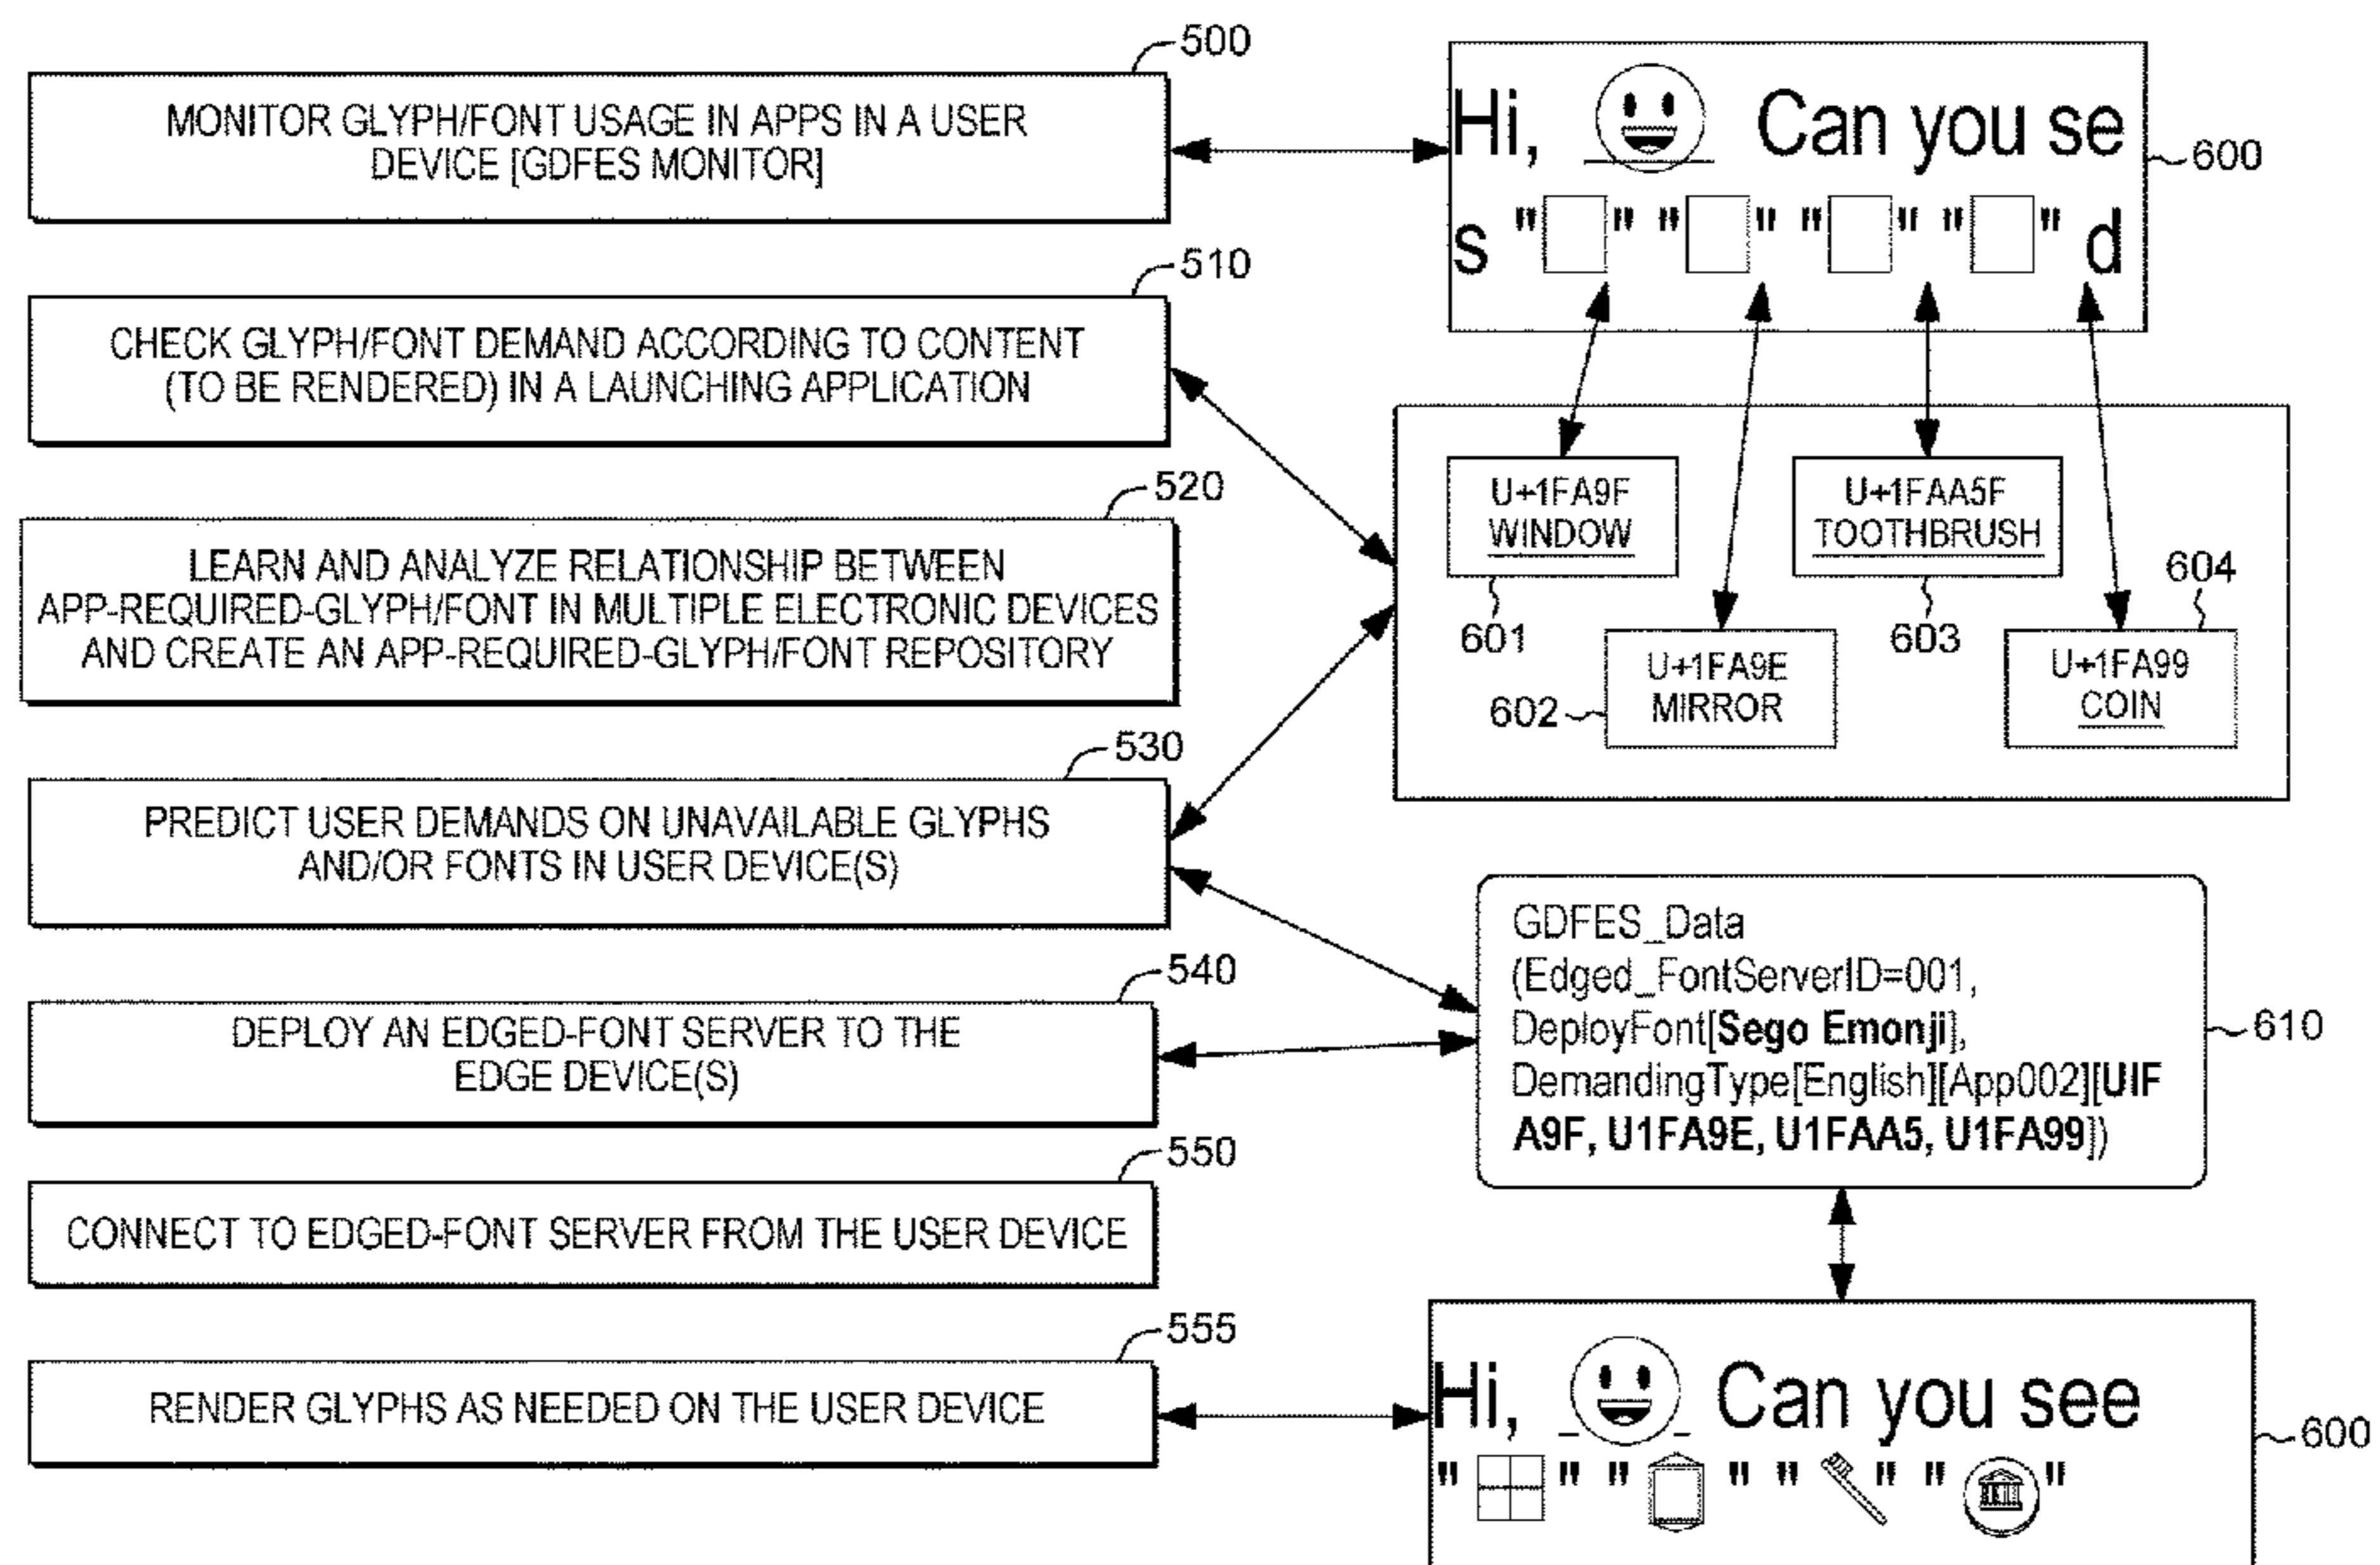 500
MONITOR GLYPH/FONT USAGE IN APPS IN A USER
DEVICE [GDFES MONITOR]
510
CHECK GLYPH/FONT DEMAND ACCORDING TO CONTENT
(TO BE RENDERED) IN A LAUNCHING APPLICATION
520
LEARN AND ANALYZE RELATIONSHIP BETWEEN
APP-REQUIRED-GLYPH/FONT IN MULTIPLE ELECTRONIC DEVICES
AND CREATE AN APP-REQUIRED-GLYPH/FONT REPOSITORY
530
PREDICT USER DEMANDS ON UNAVAILABLE GLYPHS
AND/OR FONTS IN USER DEVICE(S)
540
DEPLOY AN EDGED-FONT SERVER TO THE
EDGE DEVICE(S)
550
CONNECT TO EDGED-FONT SERVER FROM THE USER DEVICE
555
RENDER GLYPHS AS NEEDED ON THE USER DEVICE
Hi, 😃 Can you se
s "□" "□" "□" "□" d
600
U+1FA9F
WINDOW
601
U+1FA9E
MIRROR
602
U+1FAA5F
TOOTHBRUSH
603
604
U+1FA99
COIN
GDFES_Data
(Edged_FontServerID=001,
DeployFont[Sego Emonji],
DemandingType[English][App002][UIF
A9F, U1FA9E, U1FAA5, U1FA99])
610
Hi, 😃 Can you see
"🪟" "🪞" "🪥" "🪙"
600